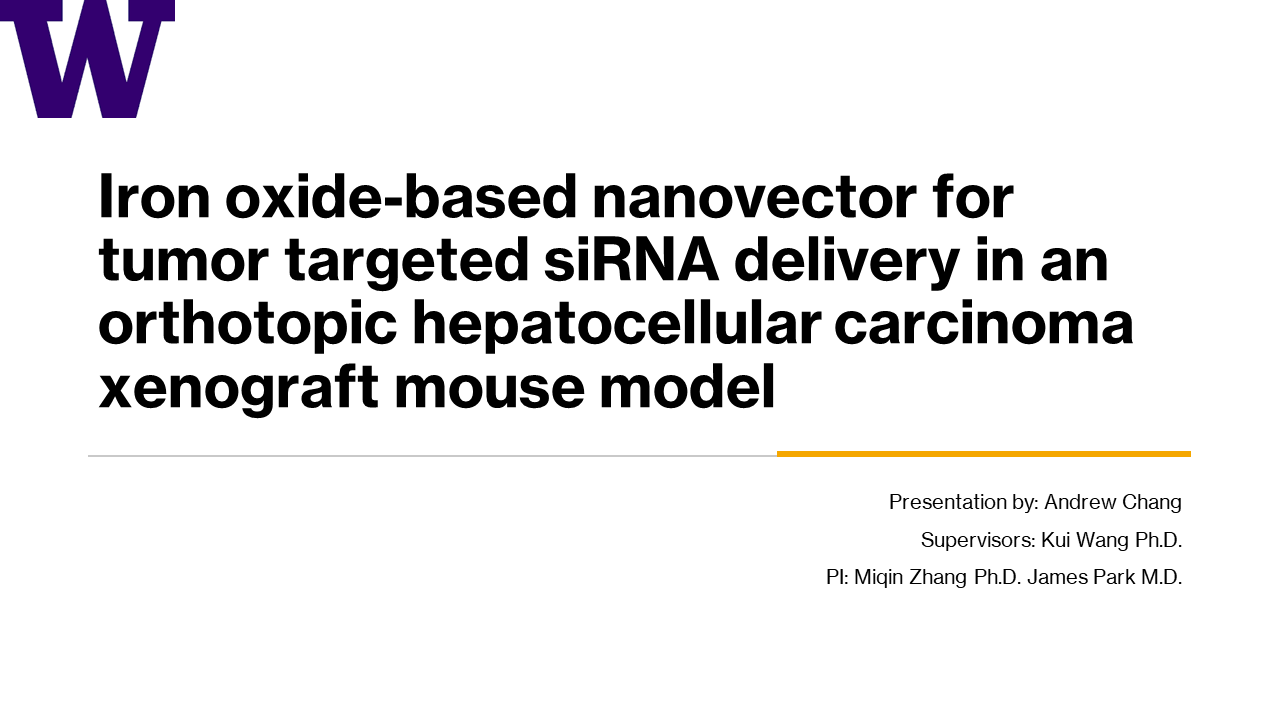 W
Iron oxide-based nanovector for
tumor targeted siRNA delivery in an
orthotopic hepatocellular carcinoma
xenograft mouse model
Presentation by: Andrew Chang
Supervisors: Kui Wang Ph.D.
PI: Miqin Zhang Ph.D. James Park M.D.